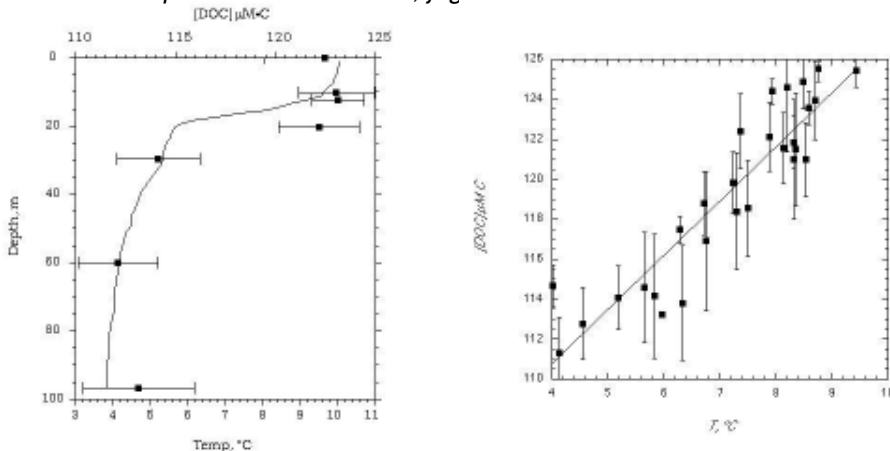 [DOC] µM•C
110 115 120 125
0
20
40
60
80
100
Depth, m
3 4 5 6 7 8 9 10 11
Temp, °C
126
124
122
120
118
116
114
112
110
[DOC]µM C
4 5 6 7 8 9 10
T, °C